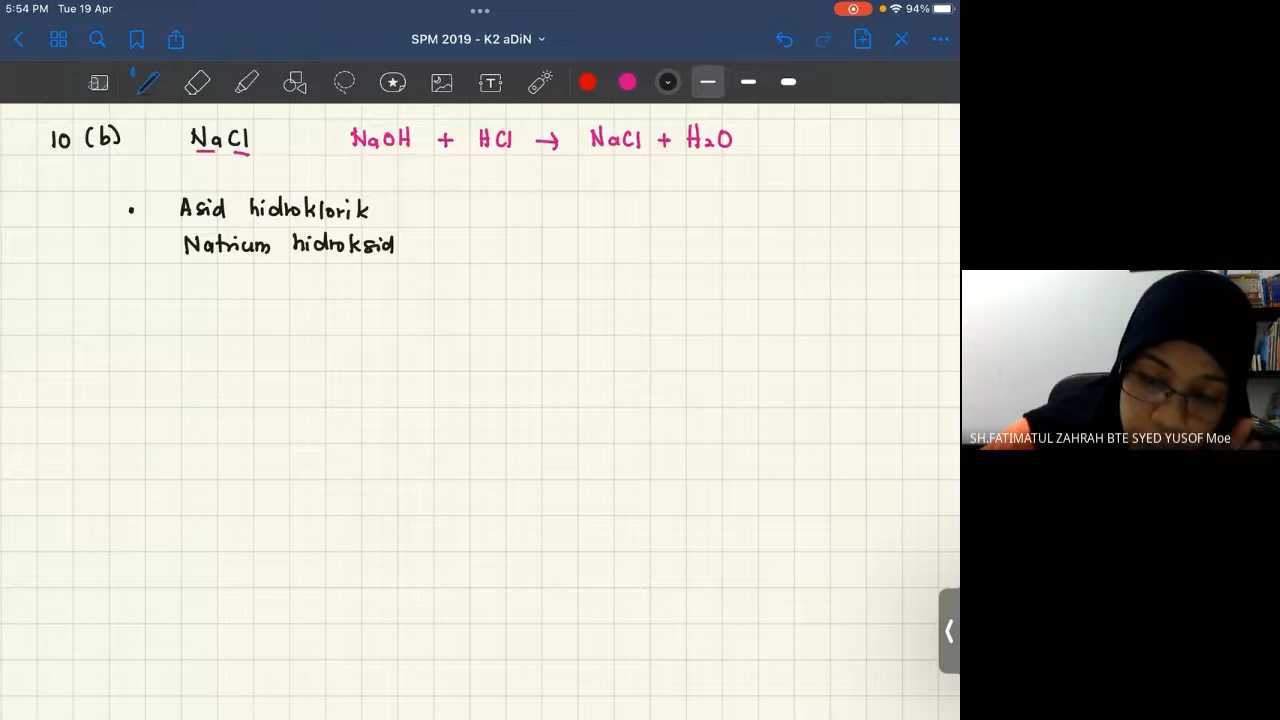 5:54 PM Tue 19 Apr
94%
SPM 2019 - K2 aDiN
T
10 (b) NaCl NaOH + HCl → NaCl + H₂O
• Asid hidroklorik
Natrium hidroksid
SH.FATIMATUL ZAHRAH BTE SYED YUSOF Moe